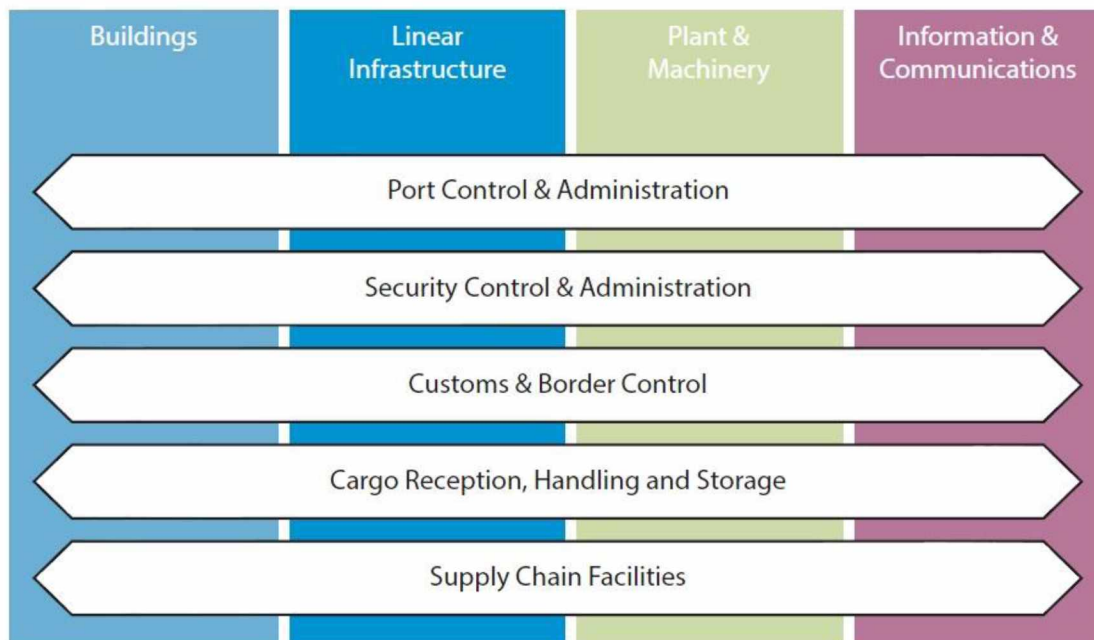 Buildings
Linear
Infrastructure
Plant &
Machinery
Information &
Communications
Port Control & Administration
Security Control & Administration
Customs & Border Control
Cargo Reception, Handling and Storage
Supply Chain Facilities